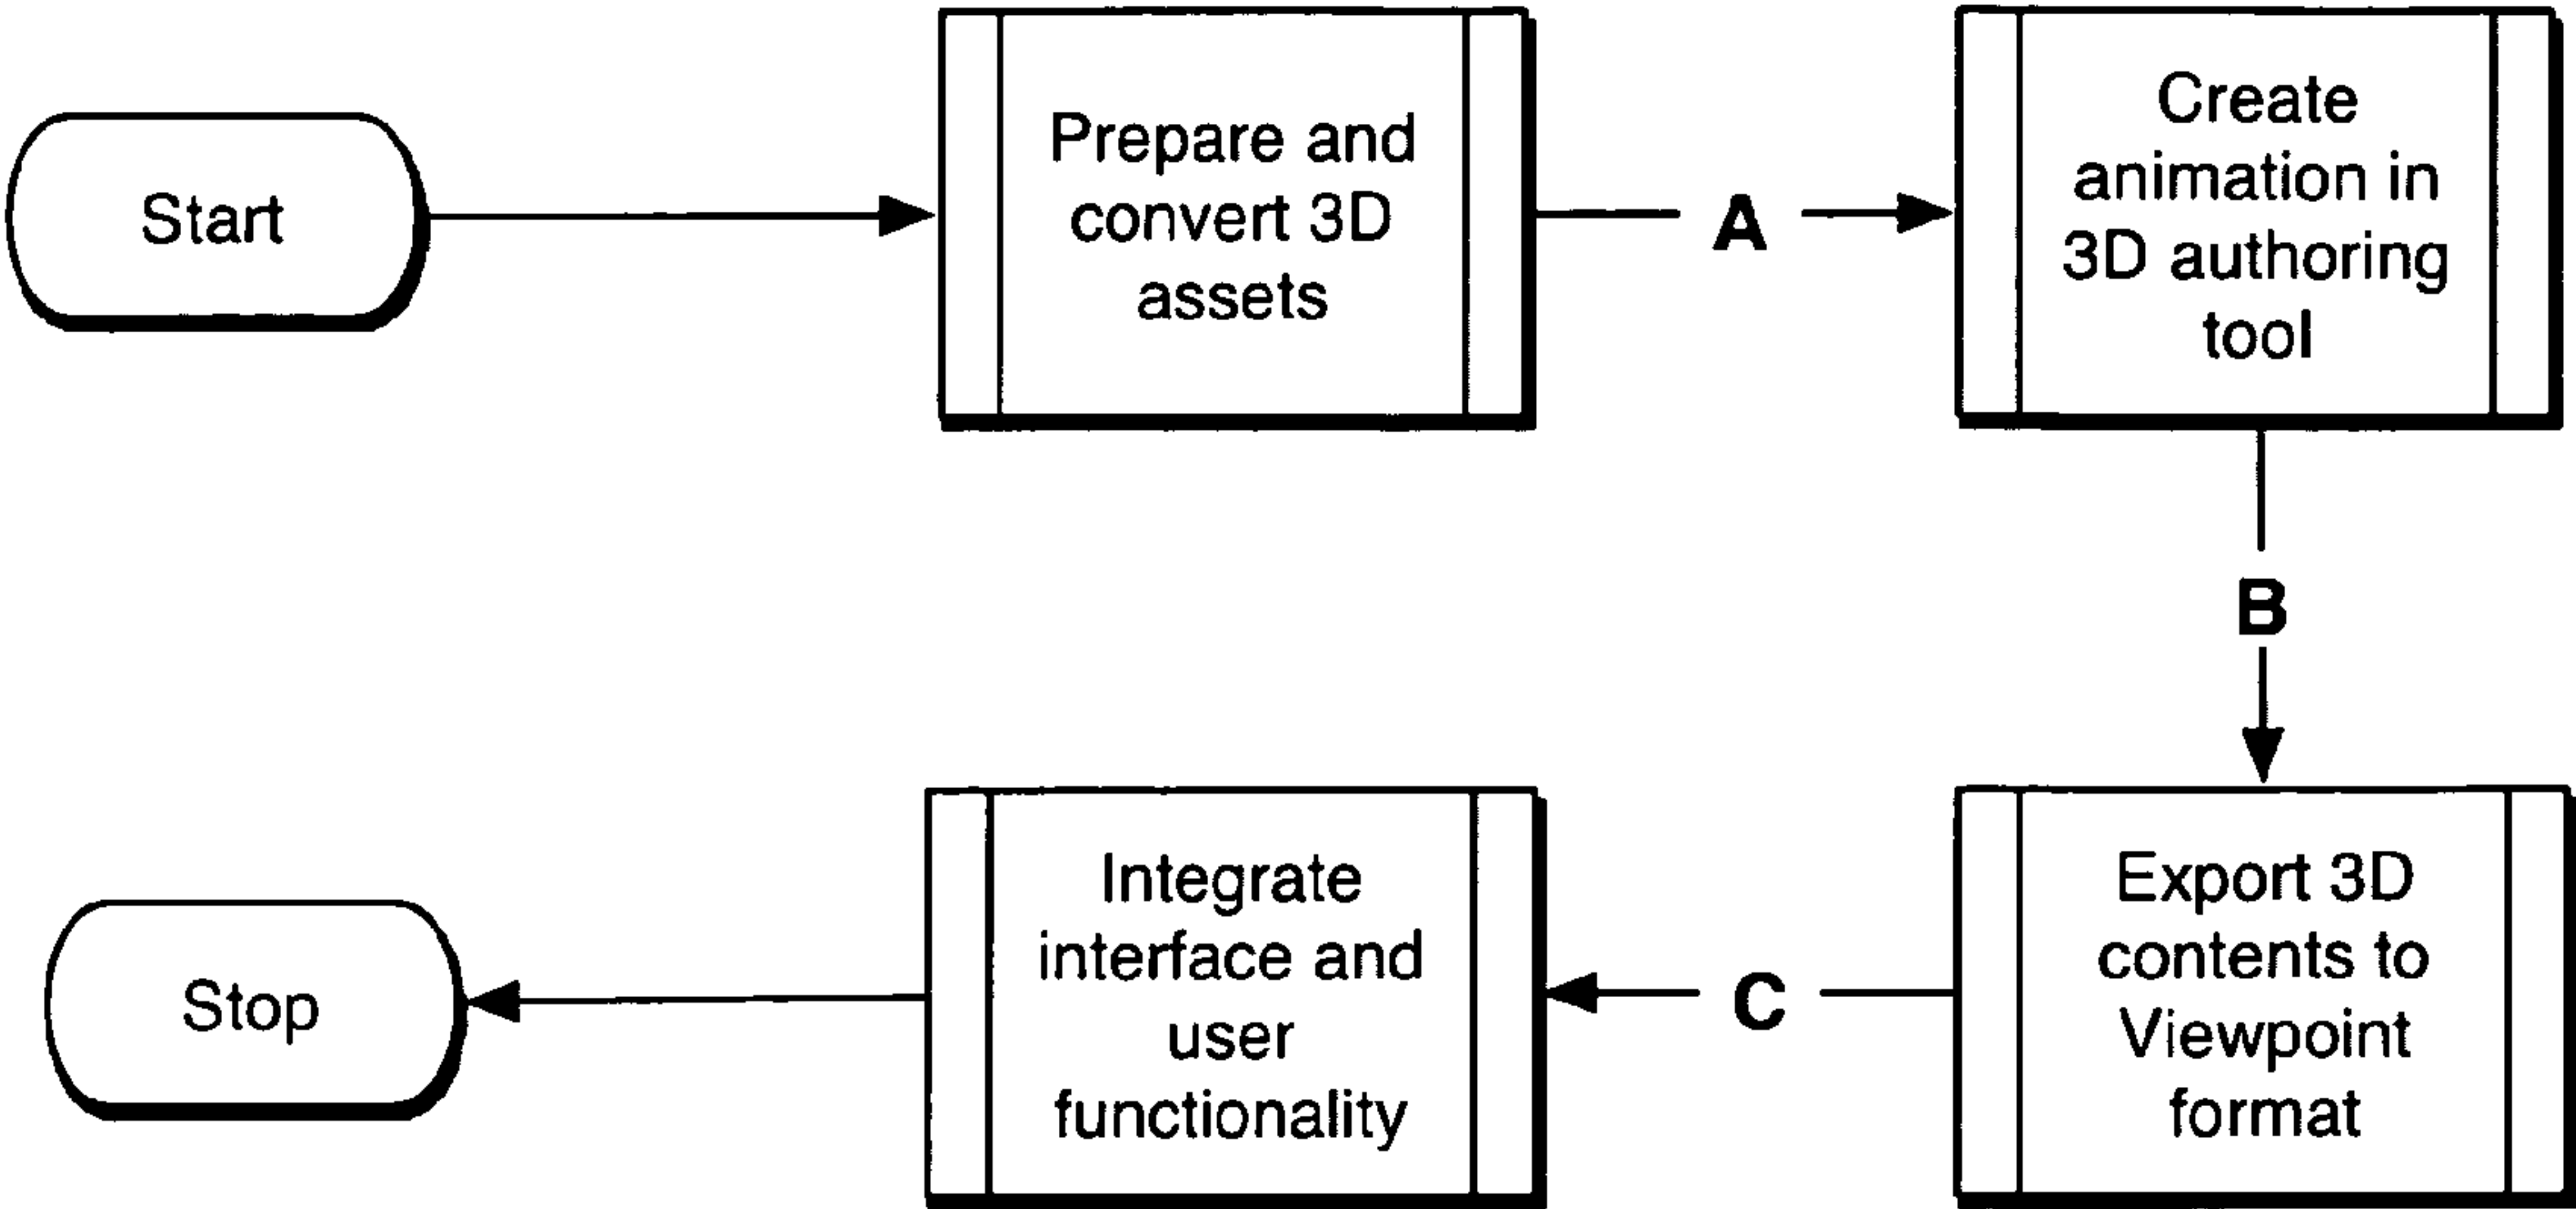 Start
Prepare and
convert 3D
assets
A
Create
animation in
3D authoring
tool
B
Export 3D
contents to
Viewpoint
format
C
Integrate
interface and
user
functionality
Stop